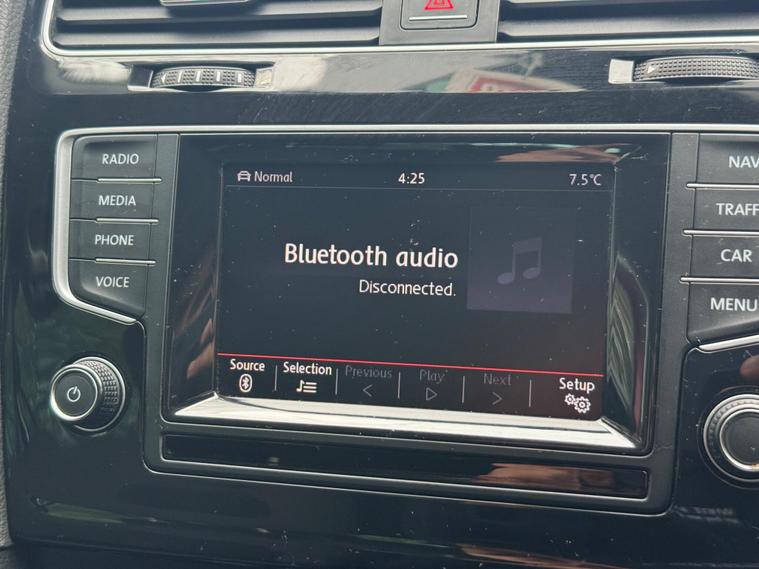 RADIO
MEDIA
PHONE
VOICE
Normal 4:25 7.5°C
Bluetooth audio
Disconnected.
Source Selection Previous Play Next Setup
NAV
TRAFF
CAR
MENU